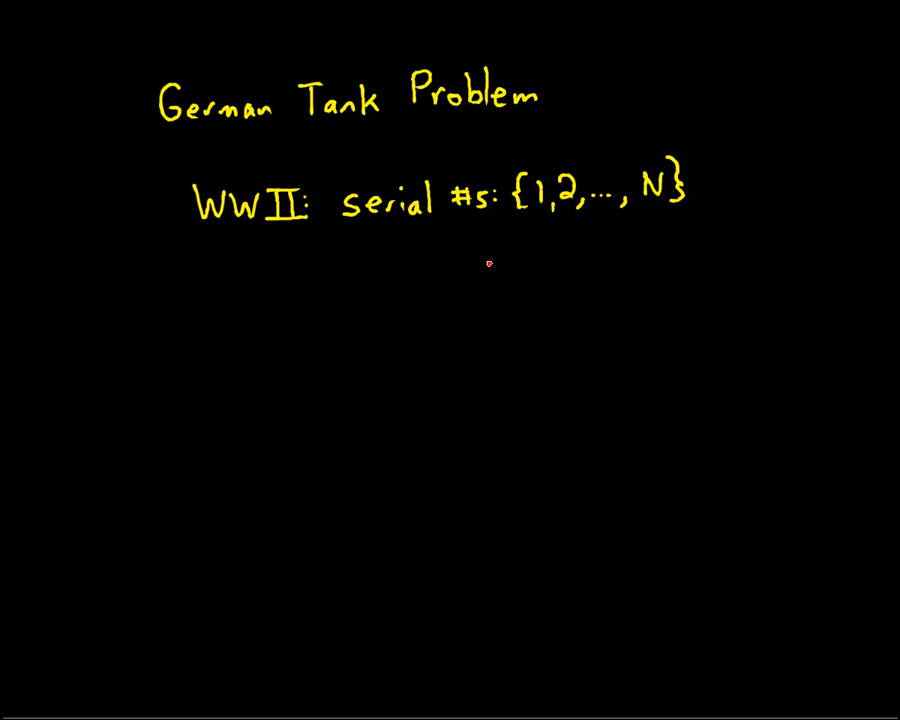 German Tank Problem
WWII: serial #s: {1,2,..., N}